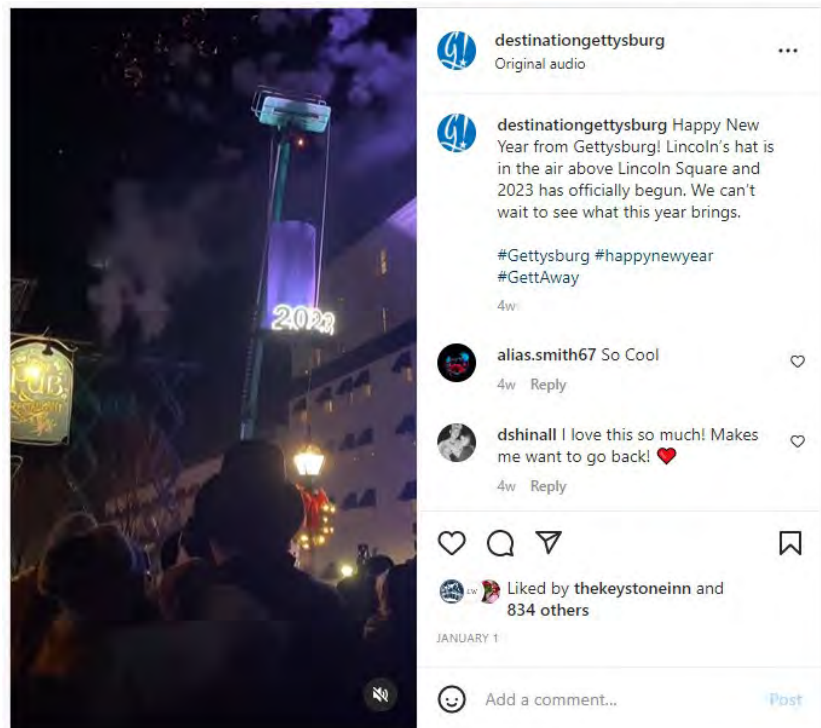 destinationgettysburg
Original audio
destinationgettysburg Happy New
Year from Gettysburg! Lincoln's hat is
in the air above Lincoln Square and
2023 has officially begun. We can't
wait to see what this year brings.
#Gettysburg #happynewyear
#GettAway
4w
alias.smith67 So Cool
4w Reply
dshinall I love this so much! Makes
me want to go back!
4w Reply
Liked by thekeystoneinn and
834 others
JANUARY 1
Add a comment... Post
PUB
&